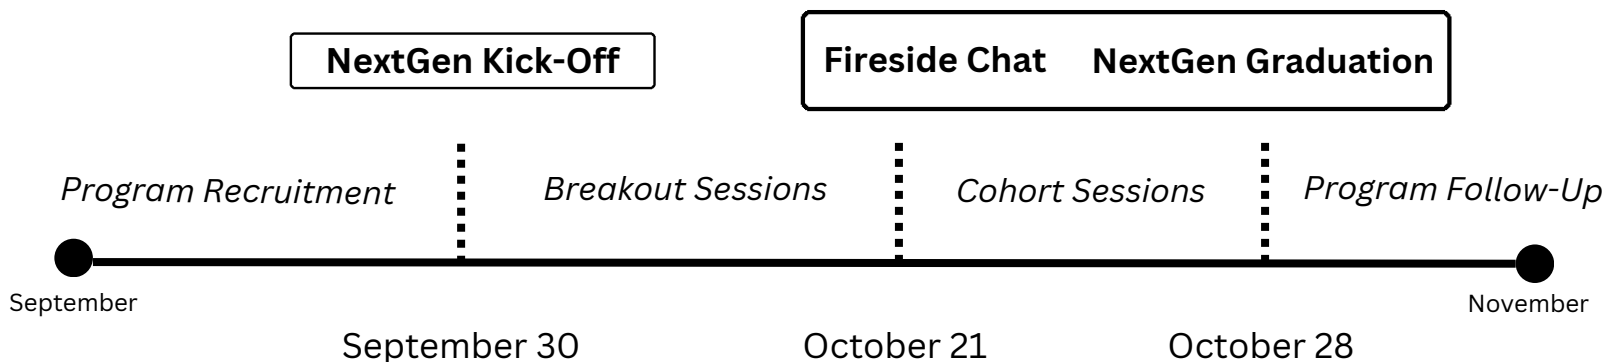 NextGen Kick-Off
Fireside Chat NextGen Graduation
Program Recruitment
Breakout Sessions
Cohort Sessions
Program Follow-Up
September
November
September 30
October 21
October 28